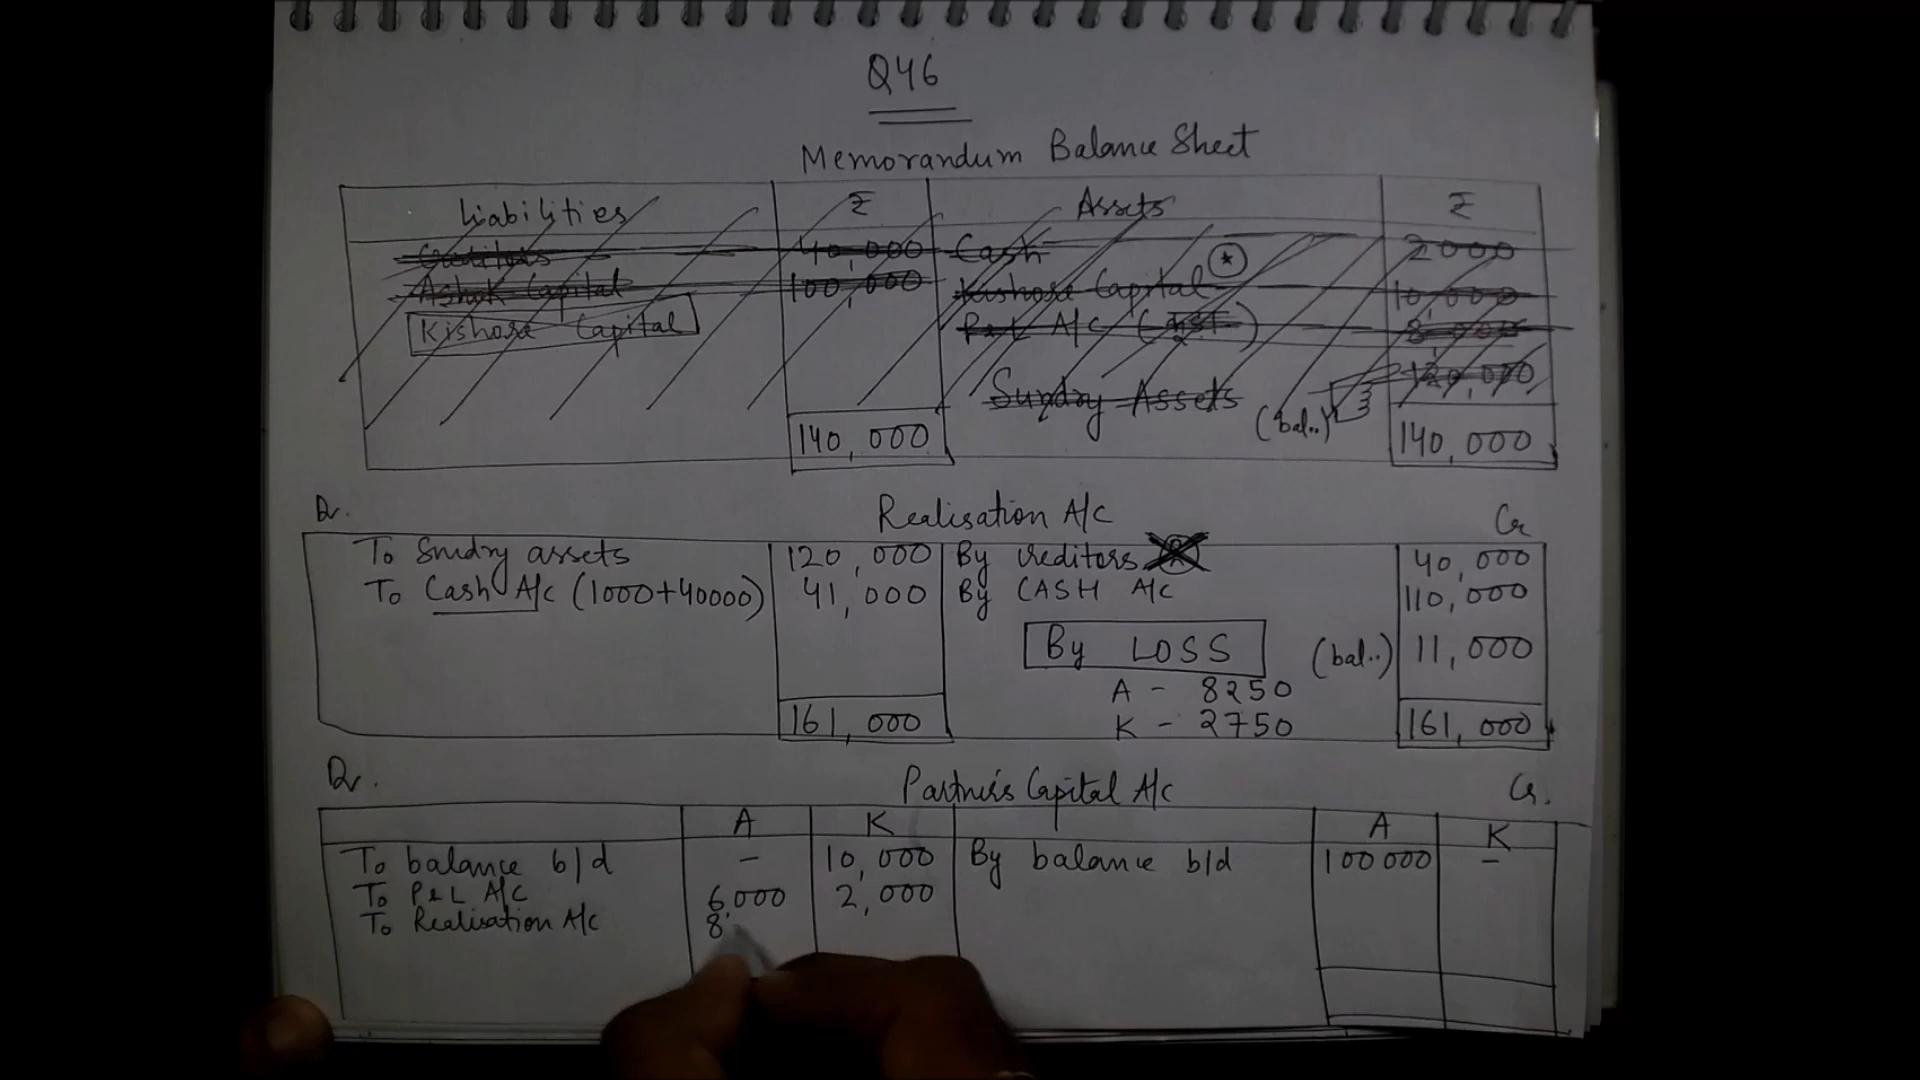 Q46
Memorandum Balance Sheet
Liabilities ₹ Assets ₹
Creditors 40,000 Cash 2000
Ashok Capital 100,000 Kishore Capital (*) 10,000
Kishore Capital P&L A/c 8,000
Sundry Assets (bal..) 120,000
140,000 140,000
Dr. Realisation A/c Cr
To Sundry assets 120,000 By creditors 40,000
To Cash A/c (1000+40000) 41,000 By CASH A/c 110,000
By LOSS (bal..) 11,000
A - 8250
K - 2750
161,000 161,000
Dr. Partner's Capital A/c Cr.
A K A K
To balance b/d - 10,000 By balance b/d 100000 -
To P&L A/c 6,000 2,000
To Realisation A/c 8